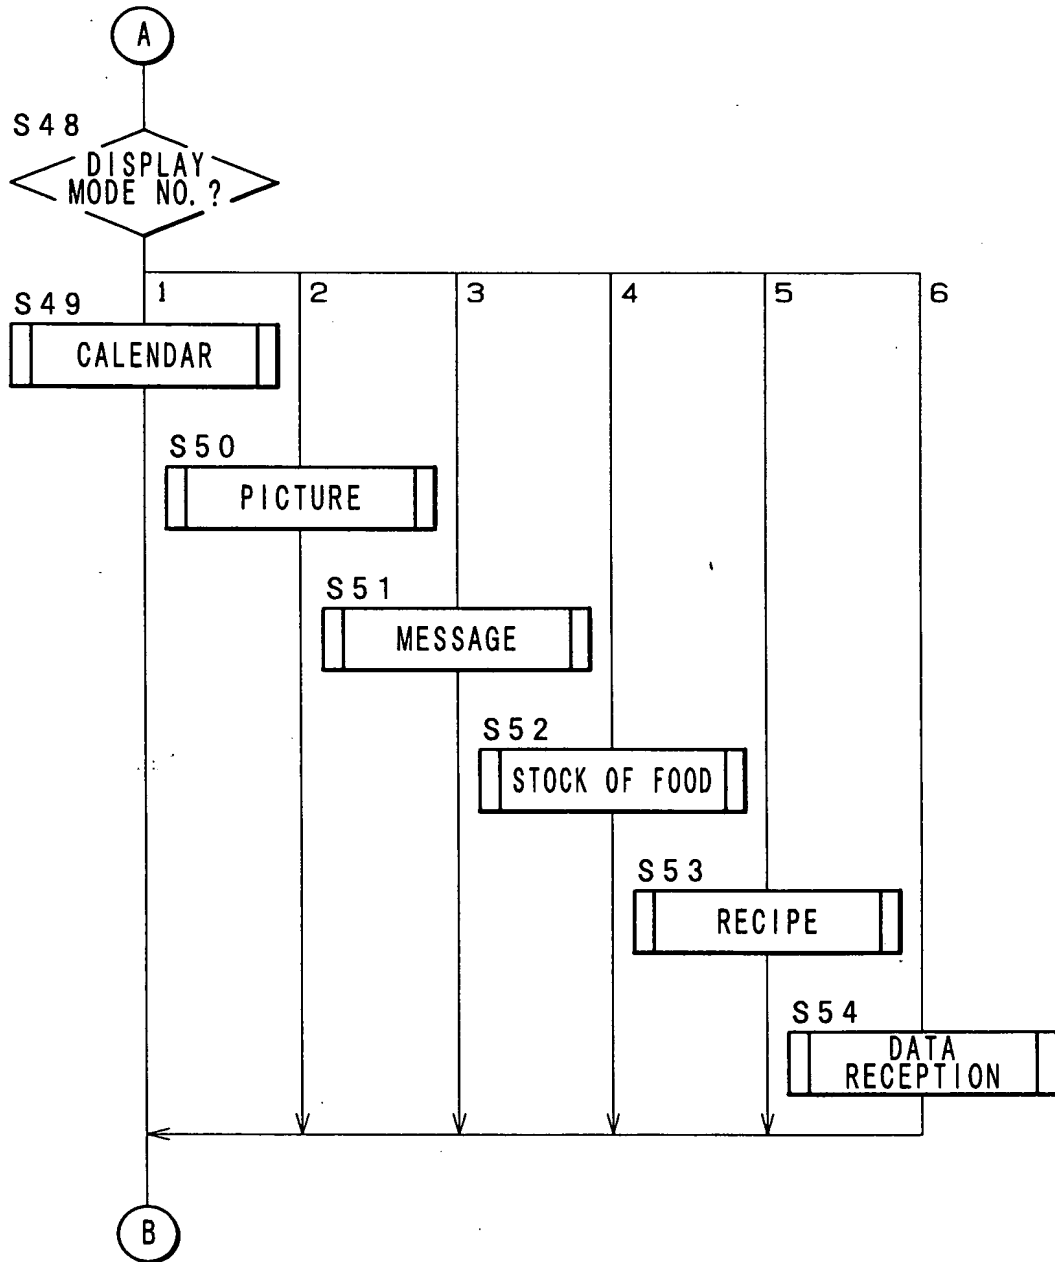 A
S48
DISPLAY
MODE NO.?
1 2 3 4 5 6
S49
CALENDAR
S50
PICTURE
S51
MESSAGE
S52
STOCK OF FOOD
S53
RECIPE
S54
DATA
RECEPTION
B